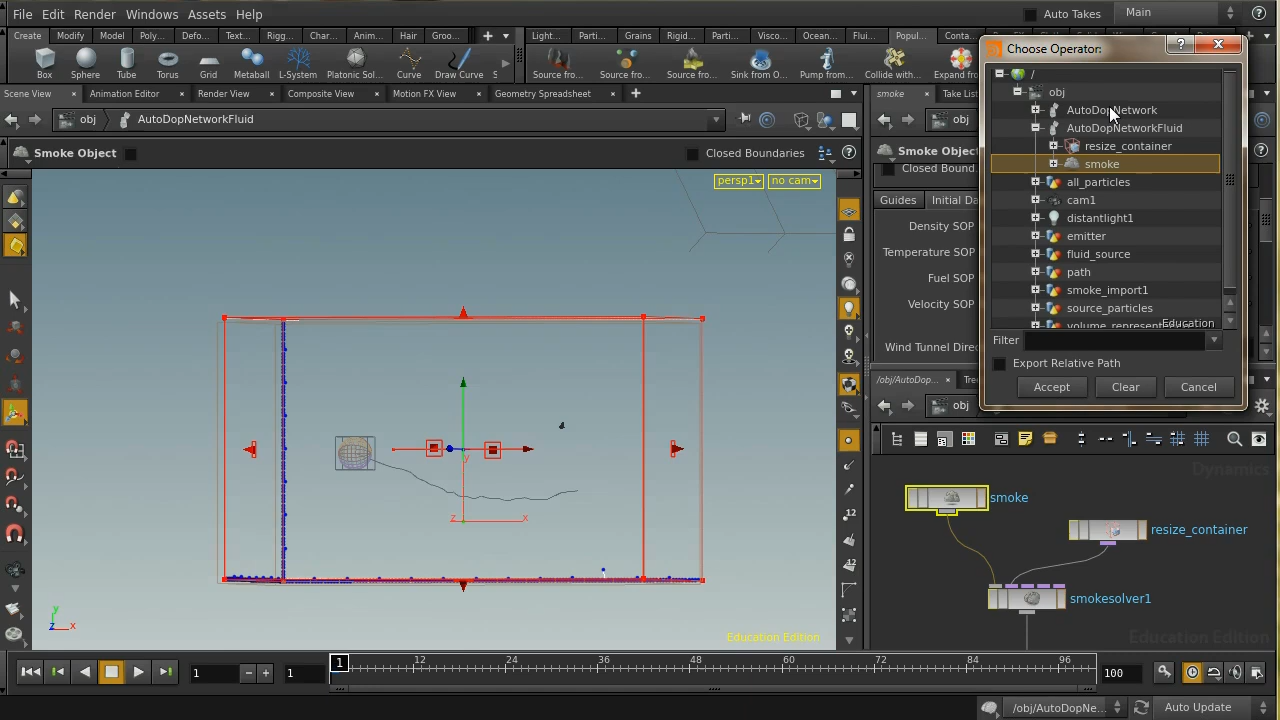 File Edit Render Windows Assets Help
Auto Takes Main
Create Modify Model Poly... Defo... Text... Rigg... Char... Anim... Hair Groo...
Light... Parti... Grains Rigid... Parti... Visco... Ocean... Flui... Popul... Conta...
Box Sphere Tube Torus Grid Metaball L-System Platonic Sol... Curve Draw Curve S
Source fro... Source fro... Source fro... Sink from O... Pump from... Collide with... Expand fro
Scene View Animation Editor Render View Composite View Motion FX View Geometry Spreadsheet
smoke Take List
obj AutoDopNetworkFluid
obj
Smoke Object Closed Boundaries
Smoke Object
Closed Bound
Guides Initial Da
Density SOP
Temperature SOP
Fuel SOP
Velocity SOP
Wind Tunnel Dire
persp1 no cam
z x
y
y
z x
Education Edition
12
12
Choose Operator:
?
/
obj
AutoDopNetwork
AutoDopNetworkFluid
resize_container
smoke
all_particles
cam1
distantlight1
emitter
fluid_source
path
smoke_import1
source_particles
Education
Filter
Export Relative Path
Accept Clear Cancel
/obj/AutoDop... Tre
obj
Dynamics
smoke
resize_container
smokesolver1
Education Edition
1 1
1 12 24 36 48 60 72 84 96
100
/obj/AutoDopNe... Auto Update